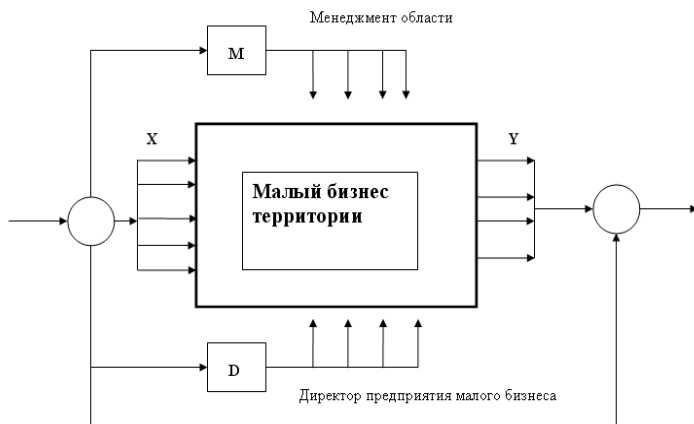 Менеджмент области
М
X
Y
Малый бизнес
территории
D
Директор предприятия малого бизнеса